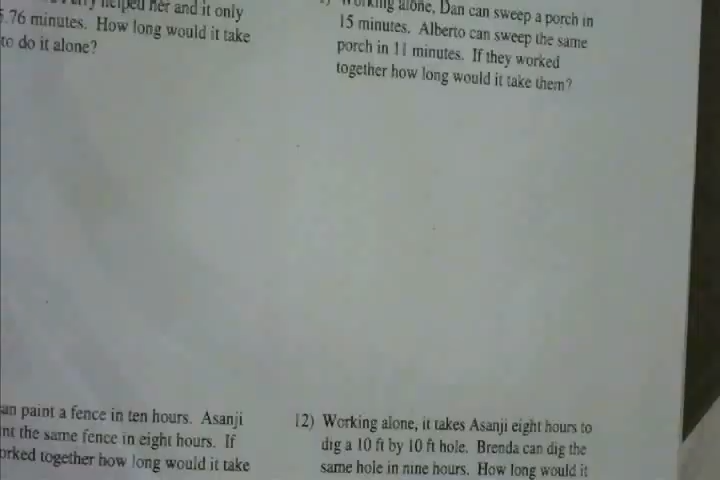 helped her and it only
5.76 minutes. How long would it take
to do it alone?
Working alone, Dan can sweep a porch in
15 minutes. Alberto can sweep the same
porch in 11 minutes. If they worked
together how long would it take them?
an paint a fence in ten hours. Asanji
nt the same fence in eight hours. If
orked together how long would it take
12) Working alone, it takes Asanji eight hours to
dig a 10 ft by 10 ft hole. Brenda can dig the
same hole in nine hours. How long would it